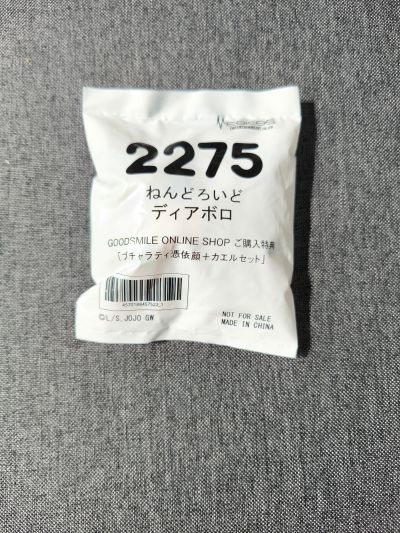 MEDICOS
ENTERTAINMENT
2275
ねんどろいど
ディアボロ
GOODSMILE ONLINE SHOP ご購入特典
「ブチャラティ憑依顔＋カエルセット」
©L/S, JOJO GW
NOT FOR SALE
MADE IN CHINA